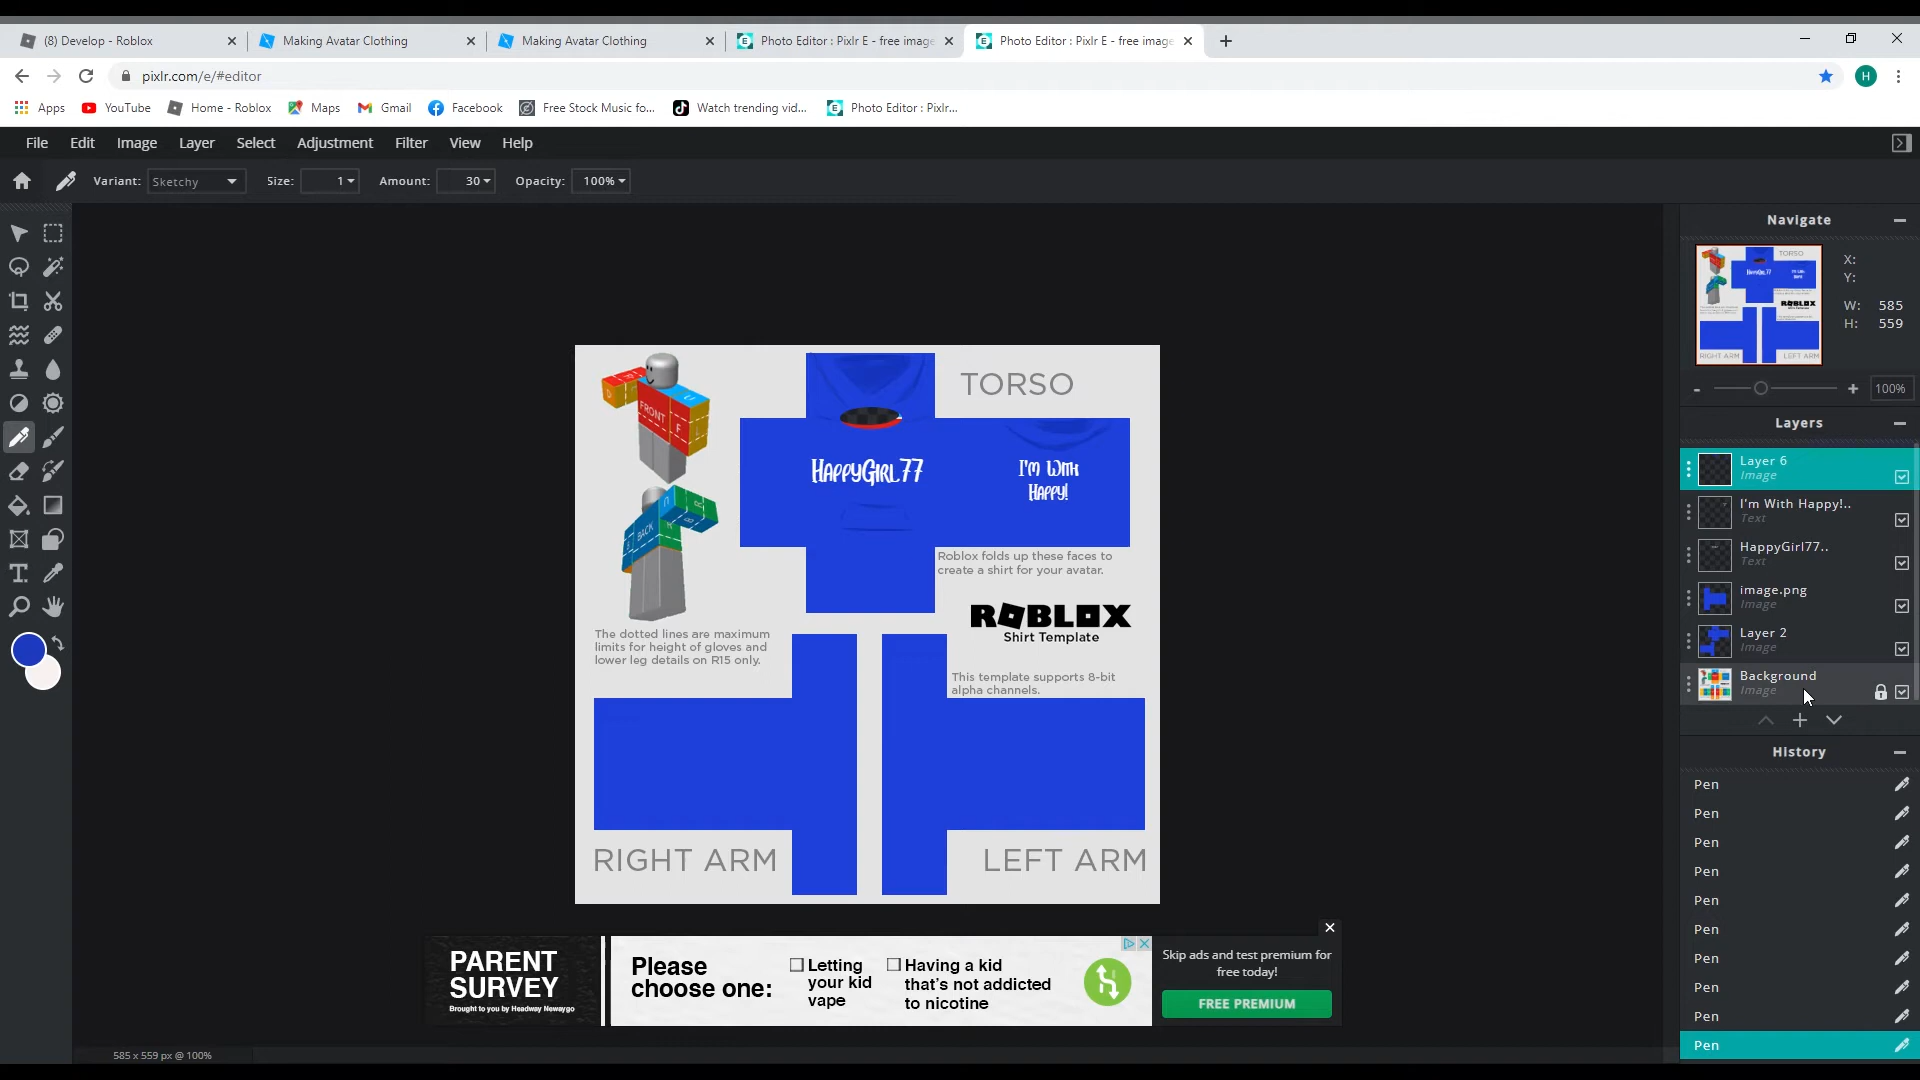 (8) Develop - Roblox
Making Avatar Clothing
Making Avatar Clothing
Photo Editor : Pixlr E - free image
Photo Editor : Pixlr E - free image
pixlr.com/e/#editor
H
Apps
YouTube
Home - Roblox
Maps
Gmail
Facebook
Free Stock Music fo...
Watch trending vid...
Photo Editor : Pixlr...
File
Edit
Image
Layer
Select
Adjustment
Filter
View
Help
Variant:
Sketchy
Size:
1
Amount:
30
Opacity:
100%
Navigate
X:
Y:
W: 585
H: 559
100%
Layers
Layer 6
Image
I'm With Happy!..
Text
HappyGirl77..
Text
image.png
Image
Layer 2
Image
Background
Image
History
Pen
Pen
Pen
Pen
Pen
Pen
Pen
Pen
Pen
Pen
TORSO
FRONT
F
L
BACK
HappyGirl77
I'm With
Happy!
Roblox folds up these faces to
create a shirt for your avatar.
ROBLOX
Shirt Template
The dotted lines are maximum
limits for height of gloves and
lower leg details on R15 only.
This template supports 8-bit
alpha channels.
RIGHT ARM
LEFT ARM
PARENT
SURVEY
Brought to you by Headway Newaygo
Please
choose one:
Letting
your kid
vape
Having a kid
that's not addicted
to nicotine
Skip ads and test premium for
free today!
FREE PREMIUM
585 x 559 px @ 100%